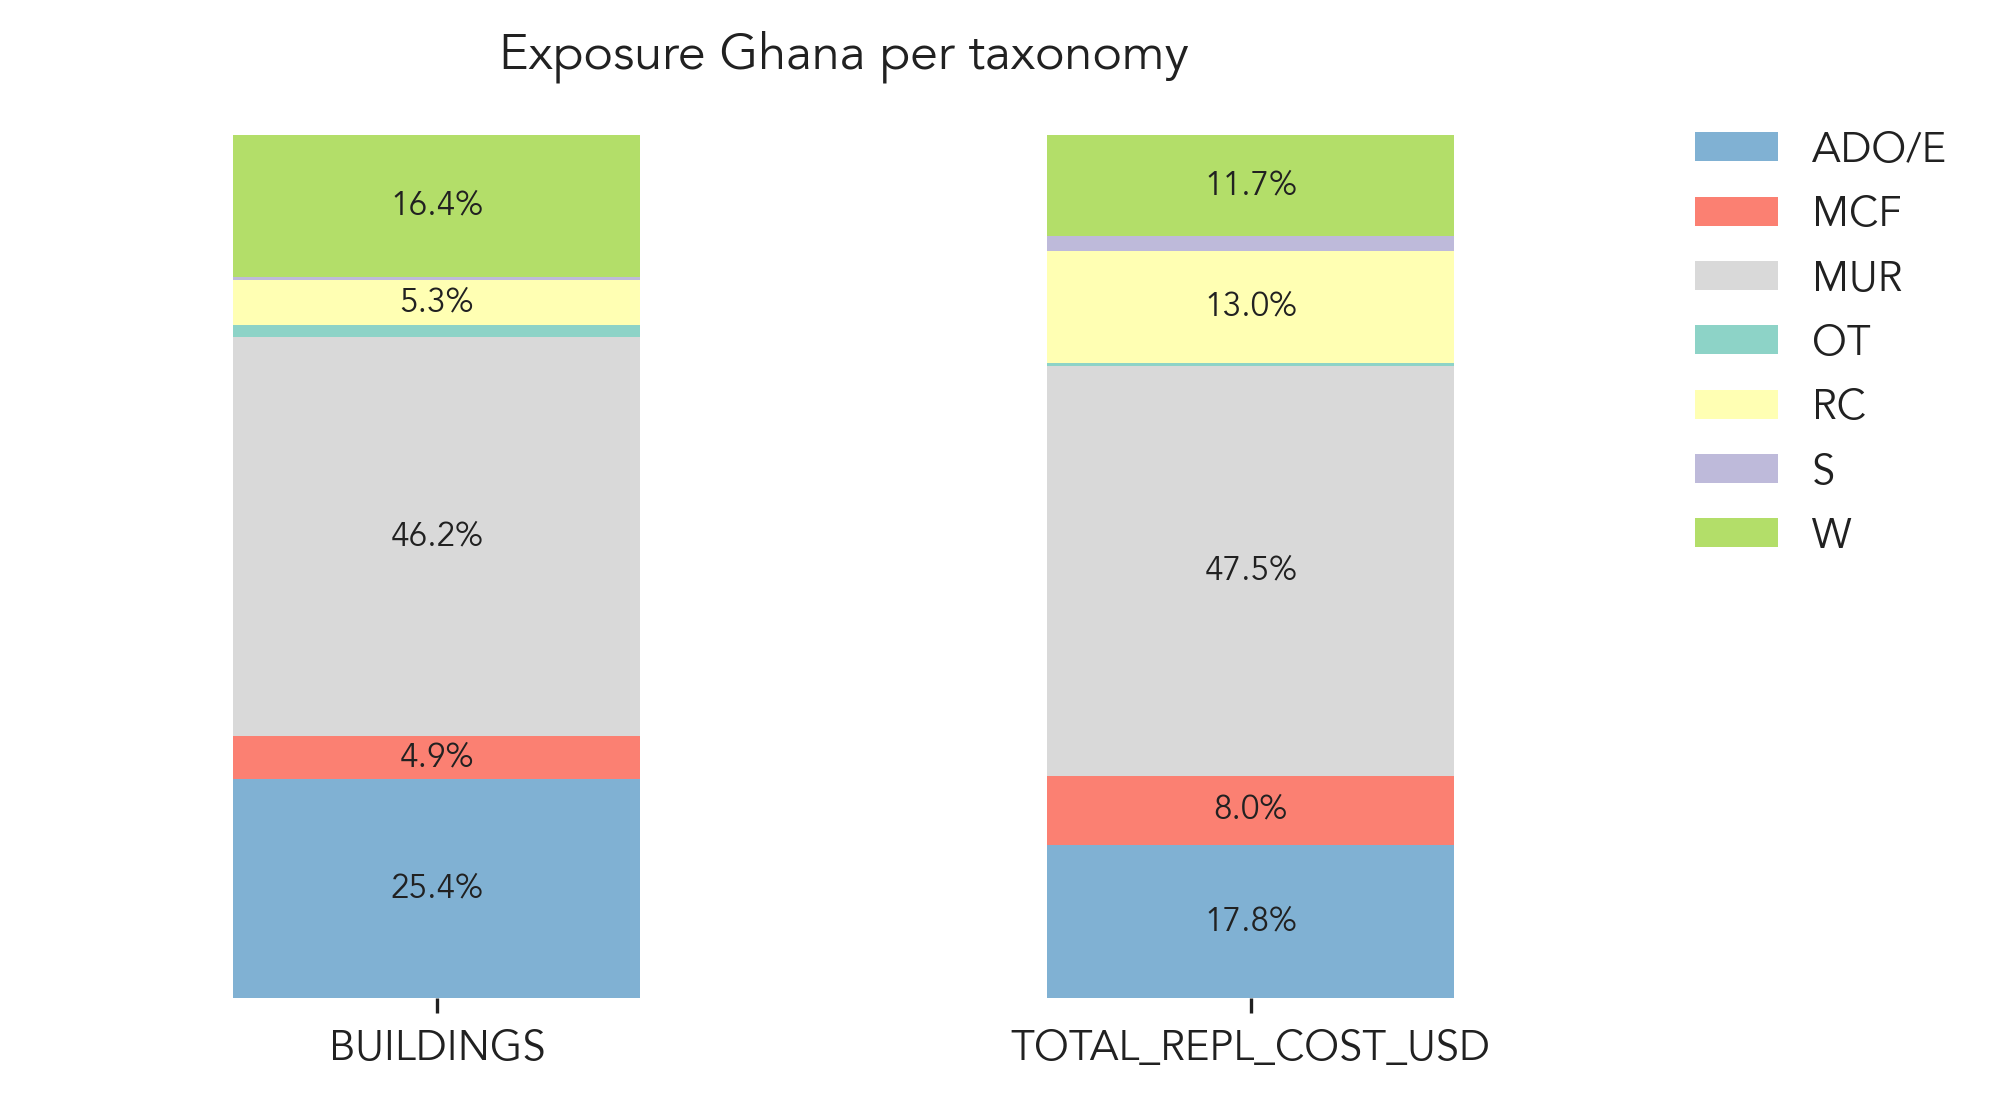 Exposure Ghana per taxonomy
16.4%
5.3%
46.2%
4.9%
25.4%
BUILDINGS
11.7%
13.0%
47.5%
8.0%
17.8%
TOTAL_REPL_COST_USD
ADO/E
MCF
MUR
OT
RC
S
W